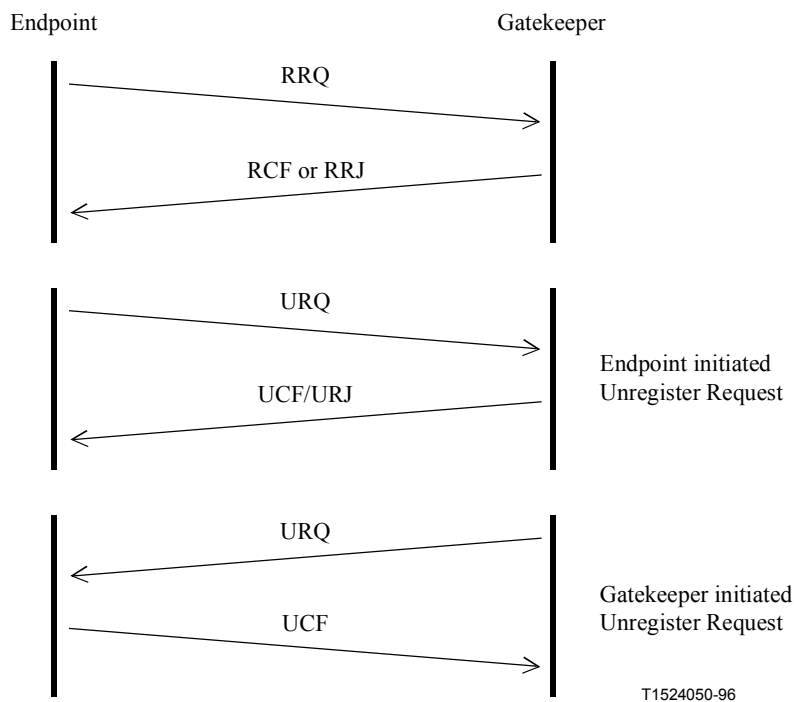 Endpoint
Gatekeeper
RRQ
RCF or RRJ
URQ
Endpoint initiated
Unregister Request
UCF/URJ
URQ
Gatekeeper initiated
Unregister Request
UCF
T1524050-96